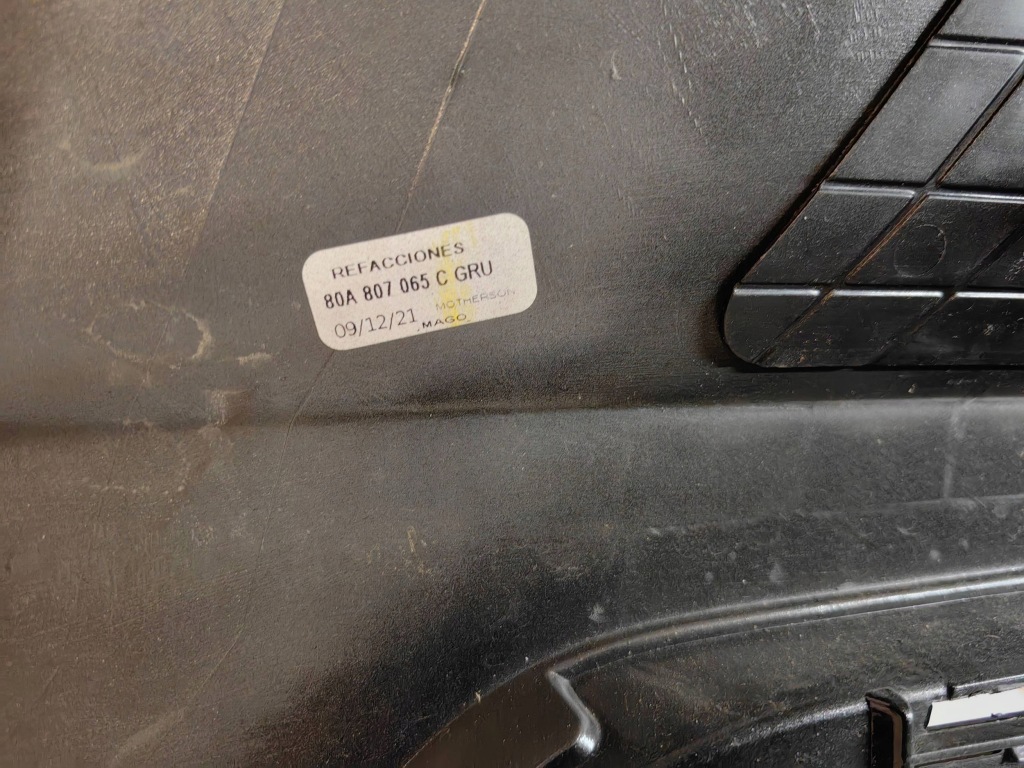 REFACCIONES
80A 807 065 C GRU
09/12/21 MOTHERSON
MAGO